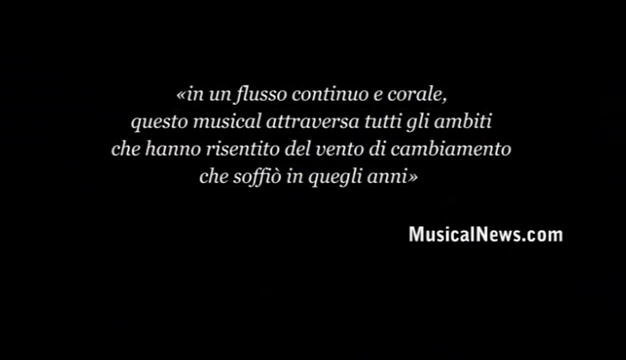 «in un flusso continuo e corale,
questo musical attraversa tutti gli ambiti
che hanno risentito del vento di cambiamento
che soffiò in quegli anni»
MusicalNews.com